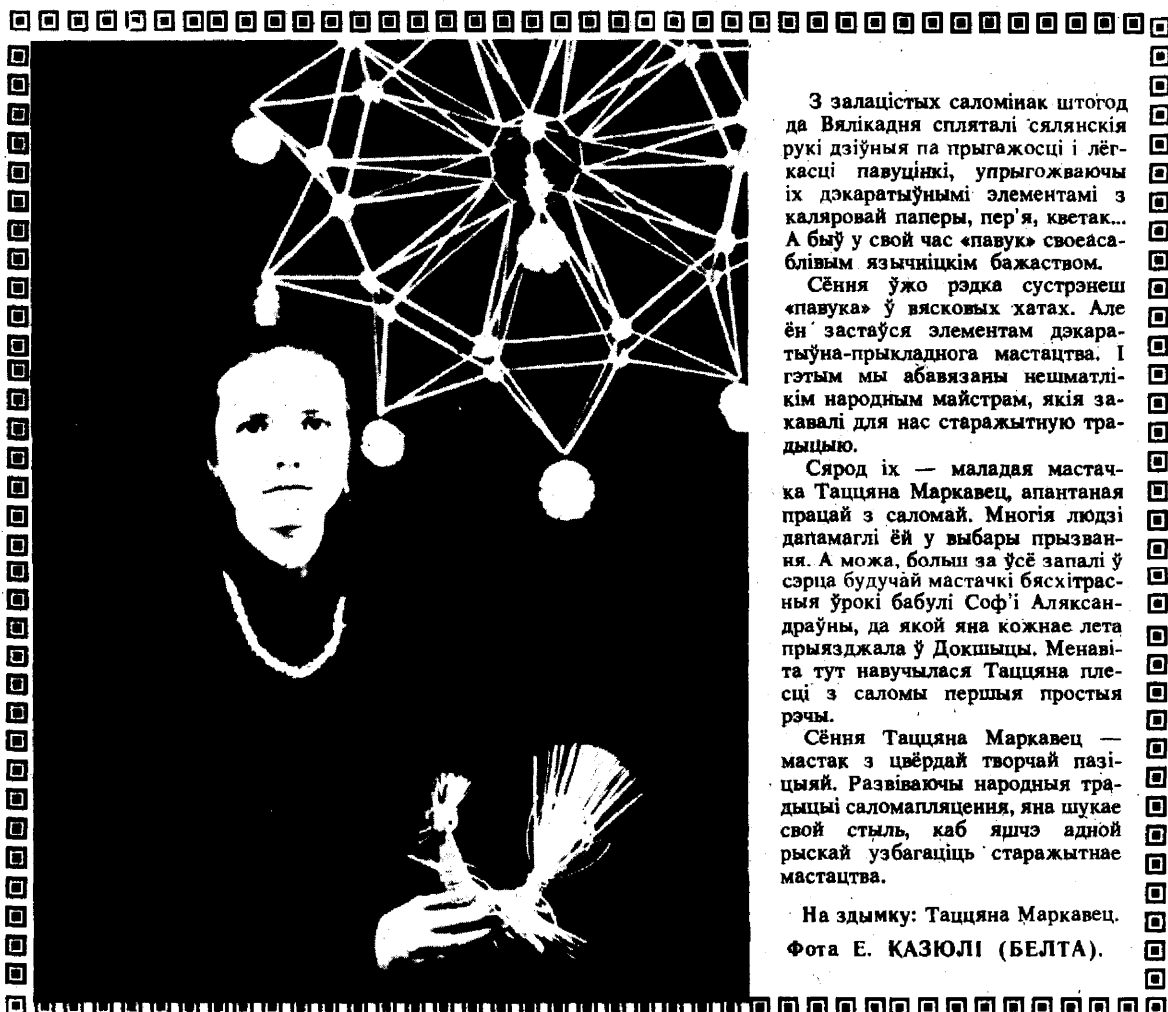 З залацістых саломінак штогод
да Вялікадня спляталі сялянскія
рукі дзіўныя па прыгажосці і лёг-
касці павуцінкі, упрыгожваючы
іх дэкаратыўнымі элементамі з
каляровай паперы, пер'я, кветак...
А быў у свой час «павук» своеаса-
блівым язычніцкім бажаством.
Сёння ўжо рэдка сустрэнеш
«павука» ў вясковых хатах. Але
ён застаўся элементам дэкара-
тыўна-прыкладнога мастацтва. І
гэтым мы абавязаны нешматлі-
кім народным майстрам, якія за-
кавалі для нас старажытную тра-
дыцыю.
Сярод іх — маладая мастач-
ка Таццяна Маркавец, апантаная
працай з саломай. Многія людзі
дапамаглі ёй у выбары прызван-
ня. А можа, больш за ўсё запалі ў
сэрца будучай мастачкі бясхітрас-
ныя ўрокі бабулі Соф'і Аляксан-
драўны, да якой яна кожнае лета
прыязджала ў Докшыцы. Менаві-
та тут навучылася Таццяна пле-
сці з саломы першыя простыя
рэчы.
Сёння Таццяна Маркавец —
мастак з цвёрдай творчай пазі-
цыяй. Развіваючы народныя тра-
дыцыі саломапляцення, яна шукае
свой стыль, каб яшчэ адной
рыскай узбагаціць старажытнае
мастацтва.
На здымку: Таццяна Маркавец.
Фота Е. КАЗЮЛІ (БЕЛТА).